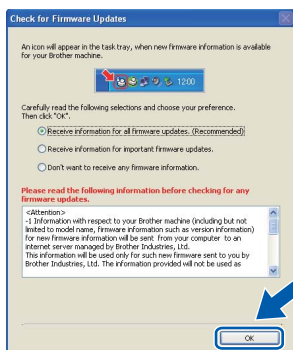 Check for Firmware Updates
An icon will appear in the task tray, when new firmware information is available
for your Brother machine.
12:00
Carefully read the following selections and choose your preference.
Then click "OK".
Receive information for all firmware updates. (Recommended)
Receive information for important firmware updates.
Don't want to receive any firmware information.
Please read the following information before checking for any
firmware updates.
<Attention>
-1 Information with respect to your Brother machine (including but not
limited to model name, firmware information such as version information)
for new firmware information will be sent from your computer to an
internet server managed by Brother Industries, Ltd.
This information will be used only for such new firmware sent to you by
Brother Industries, Ltd. The information provided will not be used as
OK